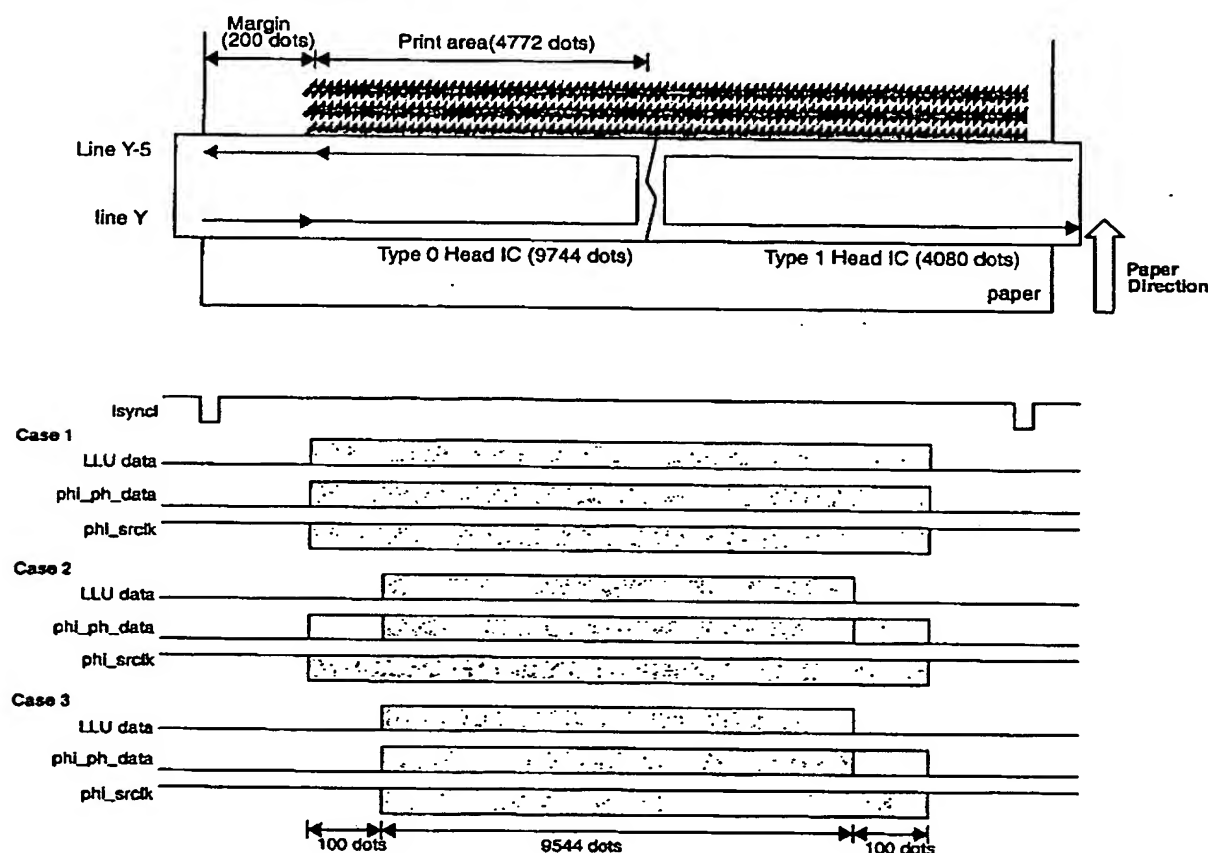 Margin
(200 dots)
Print area(4772 dots)
Line Y-5
line Y
Type 0 Head IC (9744 dots)
Type 1 Head IC (4080 dots)
Paper
Direction
paper
lsyncl
Case 1
LLU data
phi_ph_data
phi_srclk
Case 2
LLU data
phi_ph_data
phi_srclk
Case 3
LLU data
phi_ph_data
phi_srclk
100 dots
9544 dots
100 dots